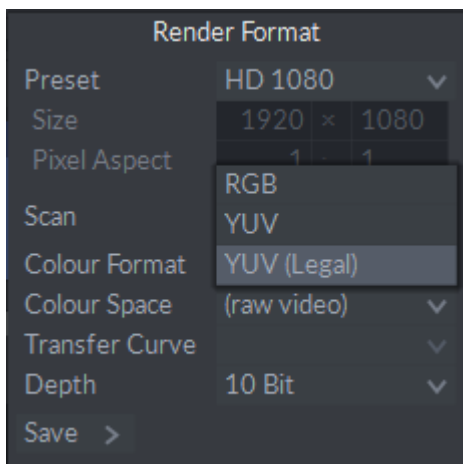 Render Format
Preset HD 1080
Size 1920 × 1080
Pixel Aspect 1 : 1
RGB
Scan YUV
Colour Format YUV (Legal)
Colour Space (raw video)
Transfer Curve
Depth 10 Bit
Save >